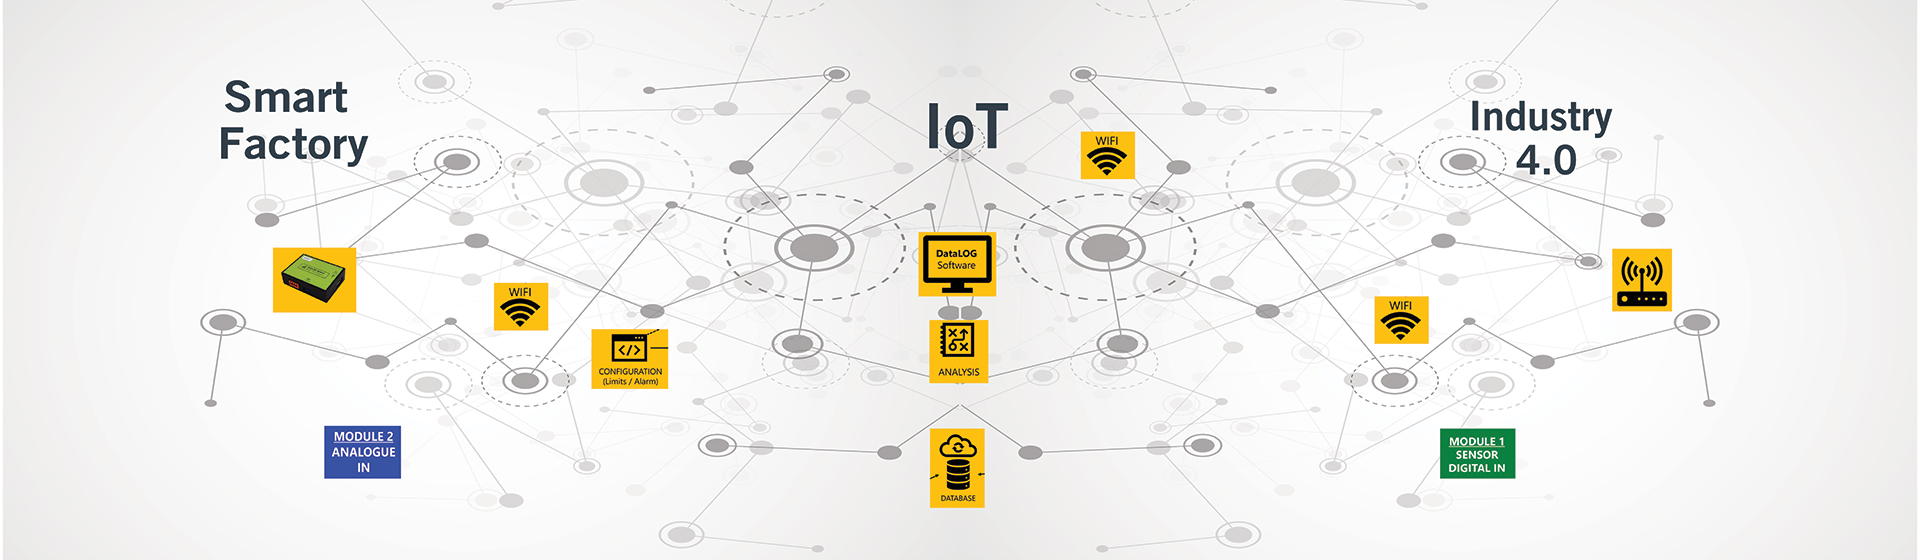 Smart
Factory
IoT
Industry
4.0
WIFI
DataLOG
Software
WIFI
WIFI
CONFIGURATION
(Limits / Alarm)
ANALYSIS
MODULE 2
ANALOGUE
IN
MODULE 1
SENSOR
DIGITAL IN
DATABASE